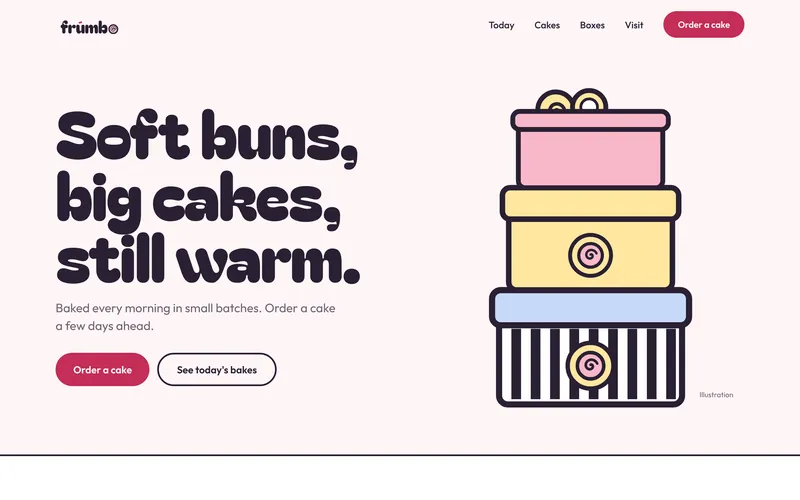 frúmbo
Today
Cakes
Boxes
Visit
Order a cake
Soft buns,
big cakes,
still warm.
Baked every morning in small batches. Order a cake
a few days ahead.
Order a cake
See today's bakes
Illustration